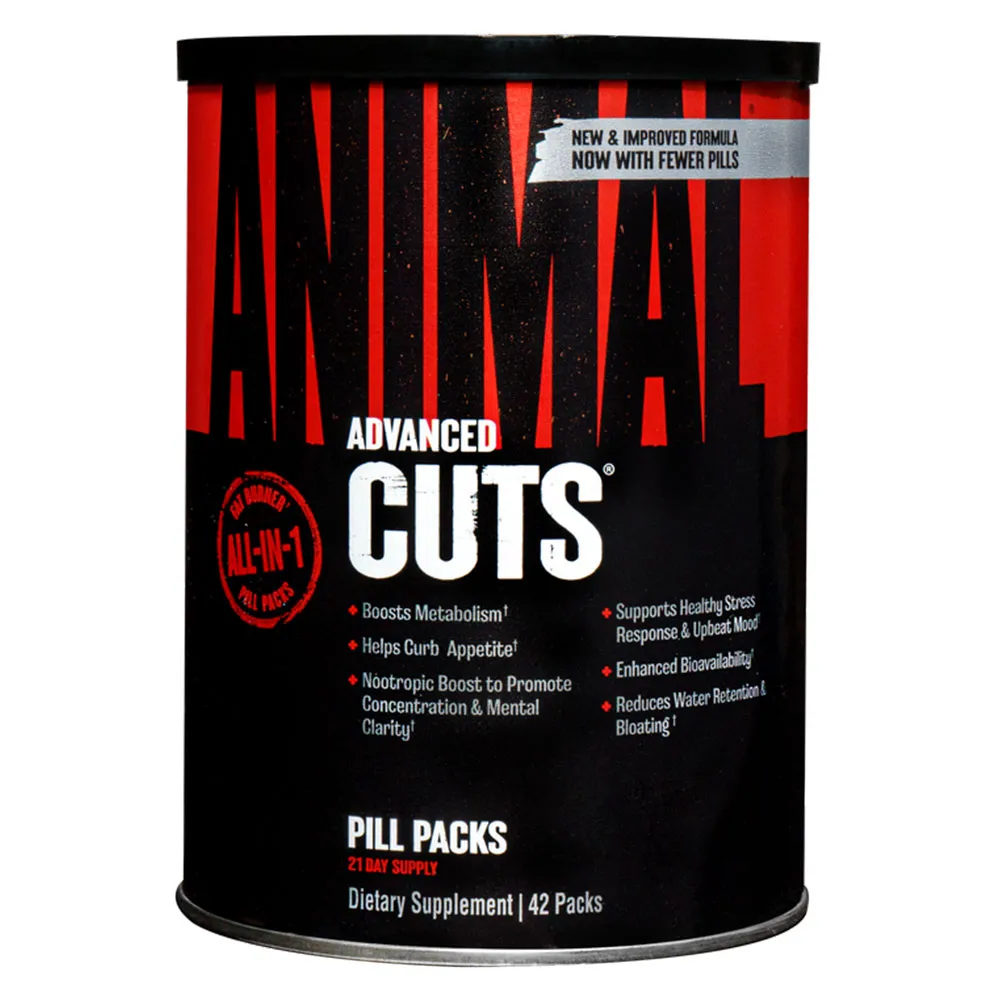 ANIMAL
NEW & IMPROVED FORMULA
NOW WITH FEWER PILLS
ADVANCED
CUTS®
FAT BURNER†
ALL-IN-1
PILL PACKS
+ Boosts Metabolism†
+ Helps Curb Appetite†
+ Nootropic Boost to Promote
Concentration & Mental
Clarity†
+ Supports Healthy Stress
Response & Upbeat Mood†
+ Enhanced Bioavailability†
+ Reduces Water Retention &
Bloating†
PILL PACKS
21 DAY SUPPLY
Dietary Supplement | 42 Packs